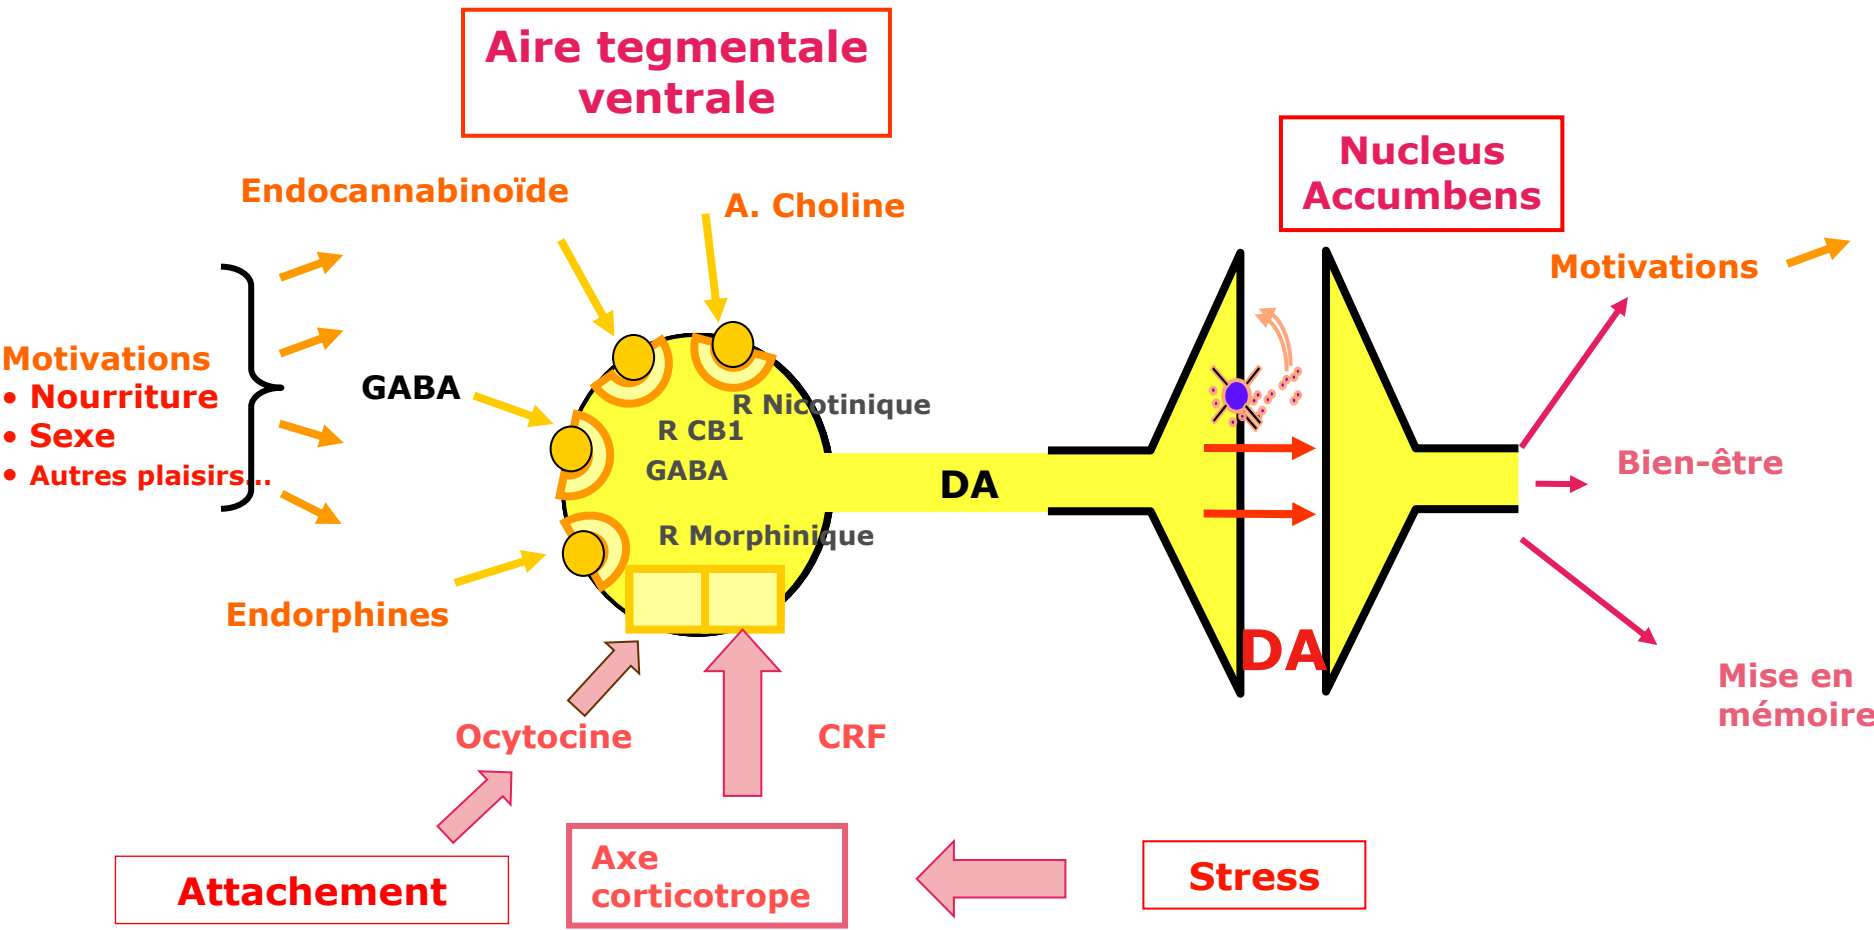 Aire tegmentale
ventrale
Nucleus
Accumbens
Endocannabinoïde
A. Choline
Motivations
Motivations
• Nourriture
• Sexe
• Autres plaisirs...
GABA
R Nicotinique
R CB1
GABA
DA
Bien-être
R Morphinique
Endorphines
DA
Mise en
mémoire
Ocytocine
CRF
Attachement
Axe
corticotrope
Stress